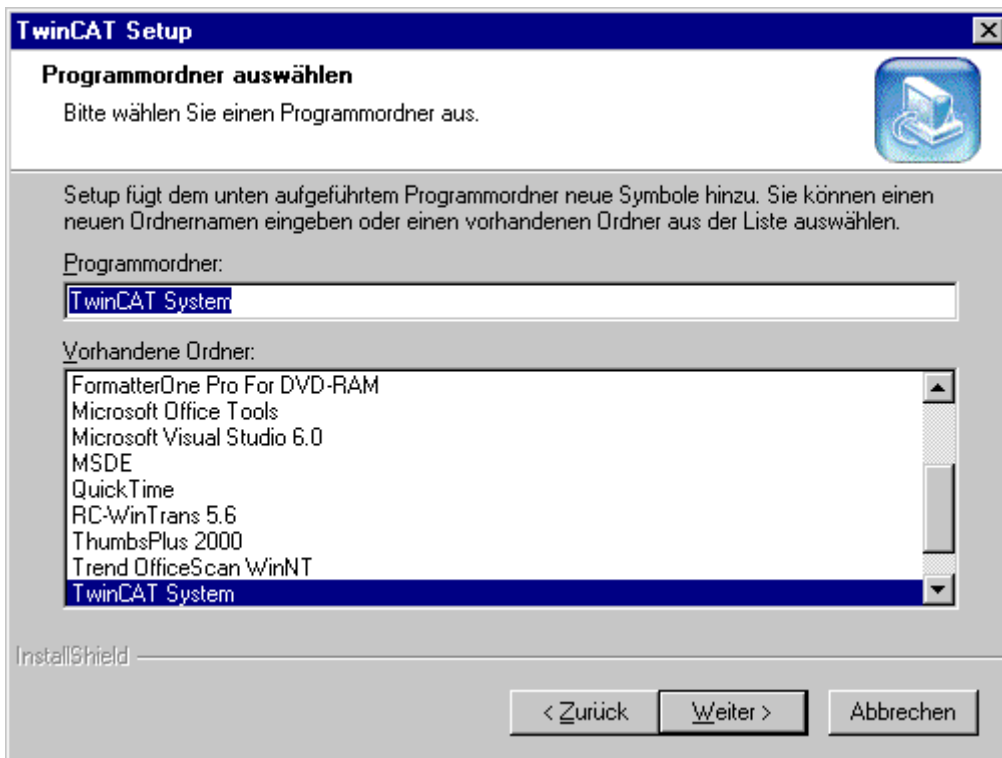 TwinCAT Setup
Programmordner auswählen
Bitte wählen Sie einen Programmordner aus.
Setup fügt dem unten aufgeführtem Programmordner neue Symbole hinzu. Sie können einen
neuen Ordnernamen eingeben oder einen vorhandenen Ordner aus der Liste auswählen.
Programmordner:
TwinCAT System
Vorhandene Ordner:
FormatterOne Pro For DVD-RAM
Microsoft Office Tools
Microsoft Visual Studio 6.0
MSDE
QuickTime
RC-WinTrans 5.6
ThumbsPlus 2000
Trend OfficeScan WinNT
TwinCAT System
InstallShield
< Zurück Weiter > Abbrechen